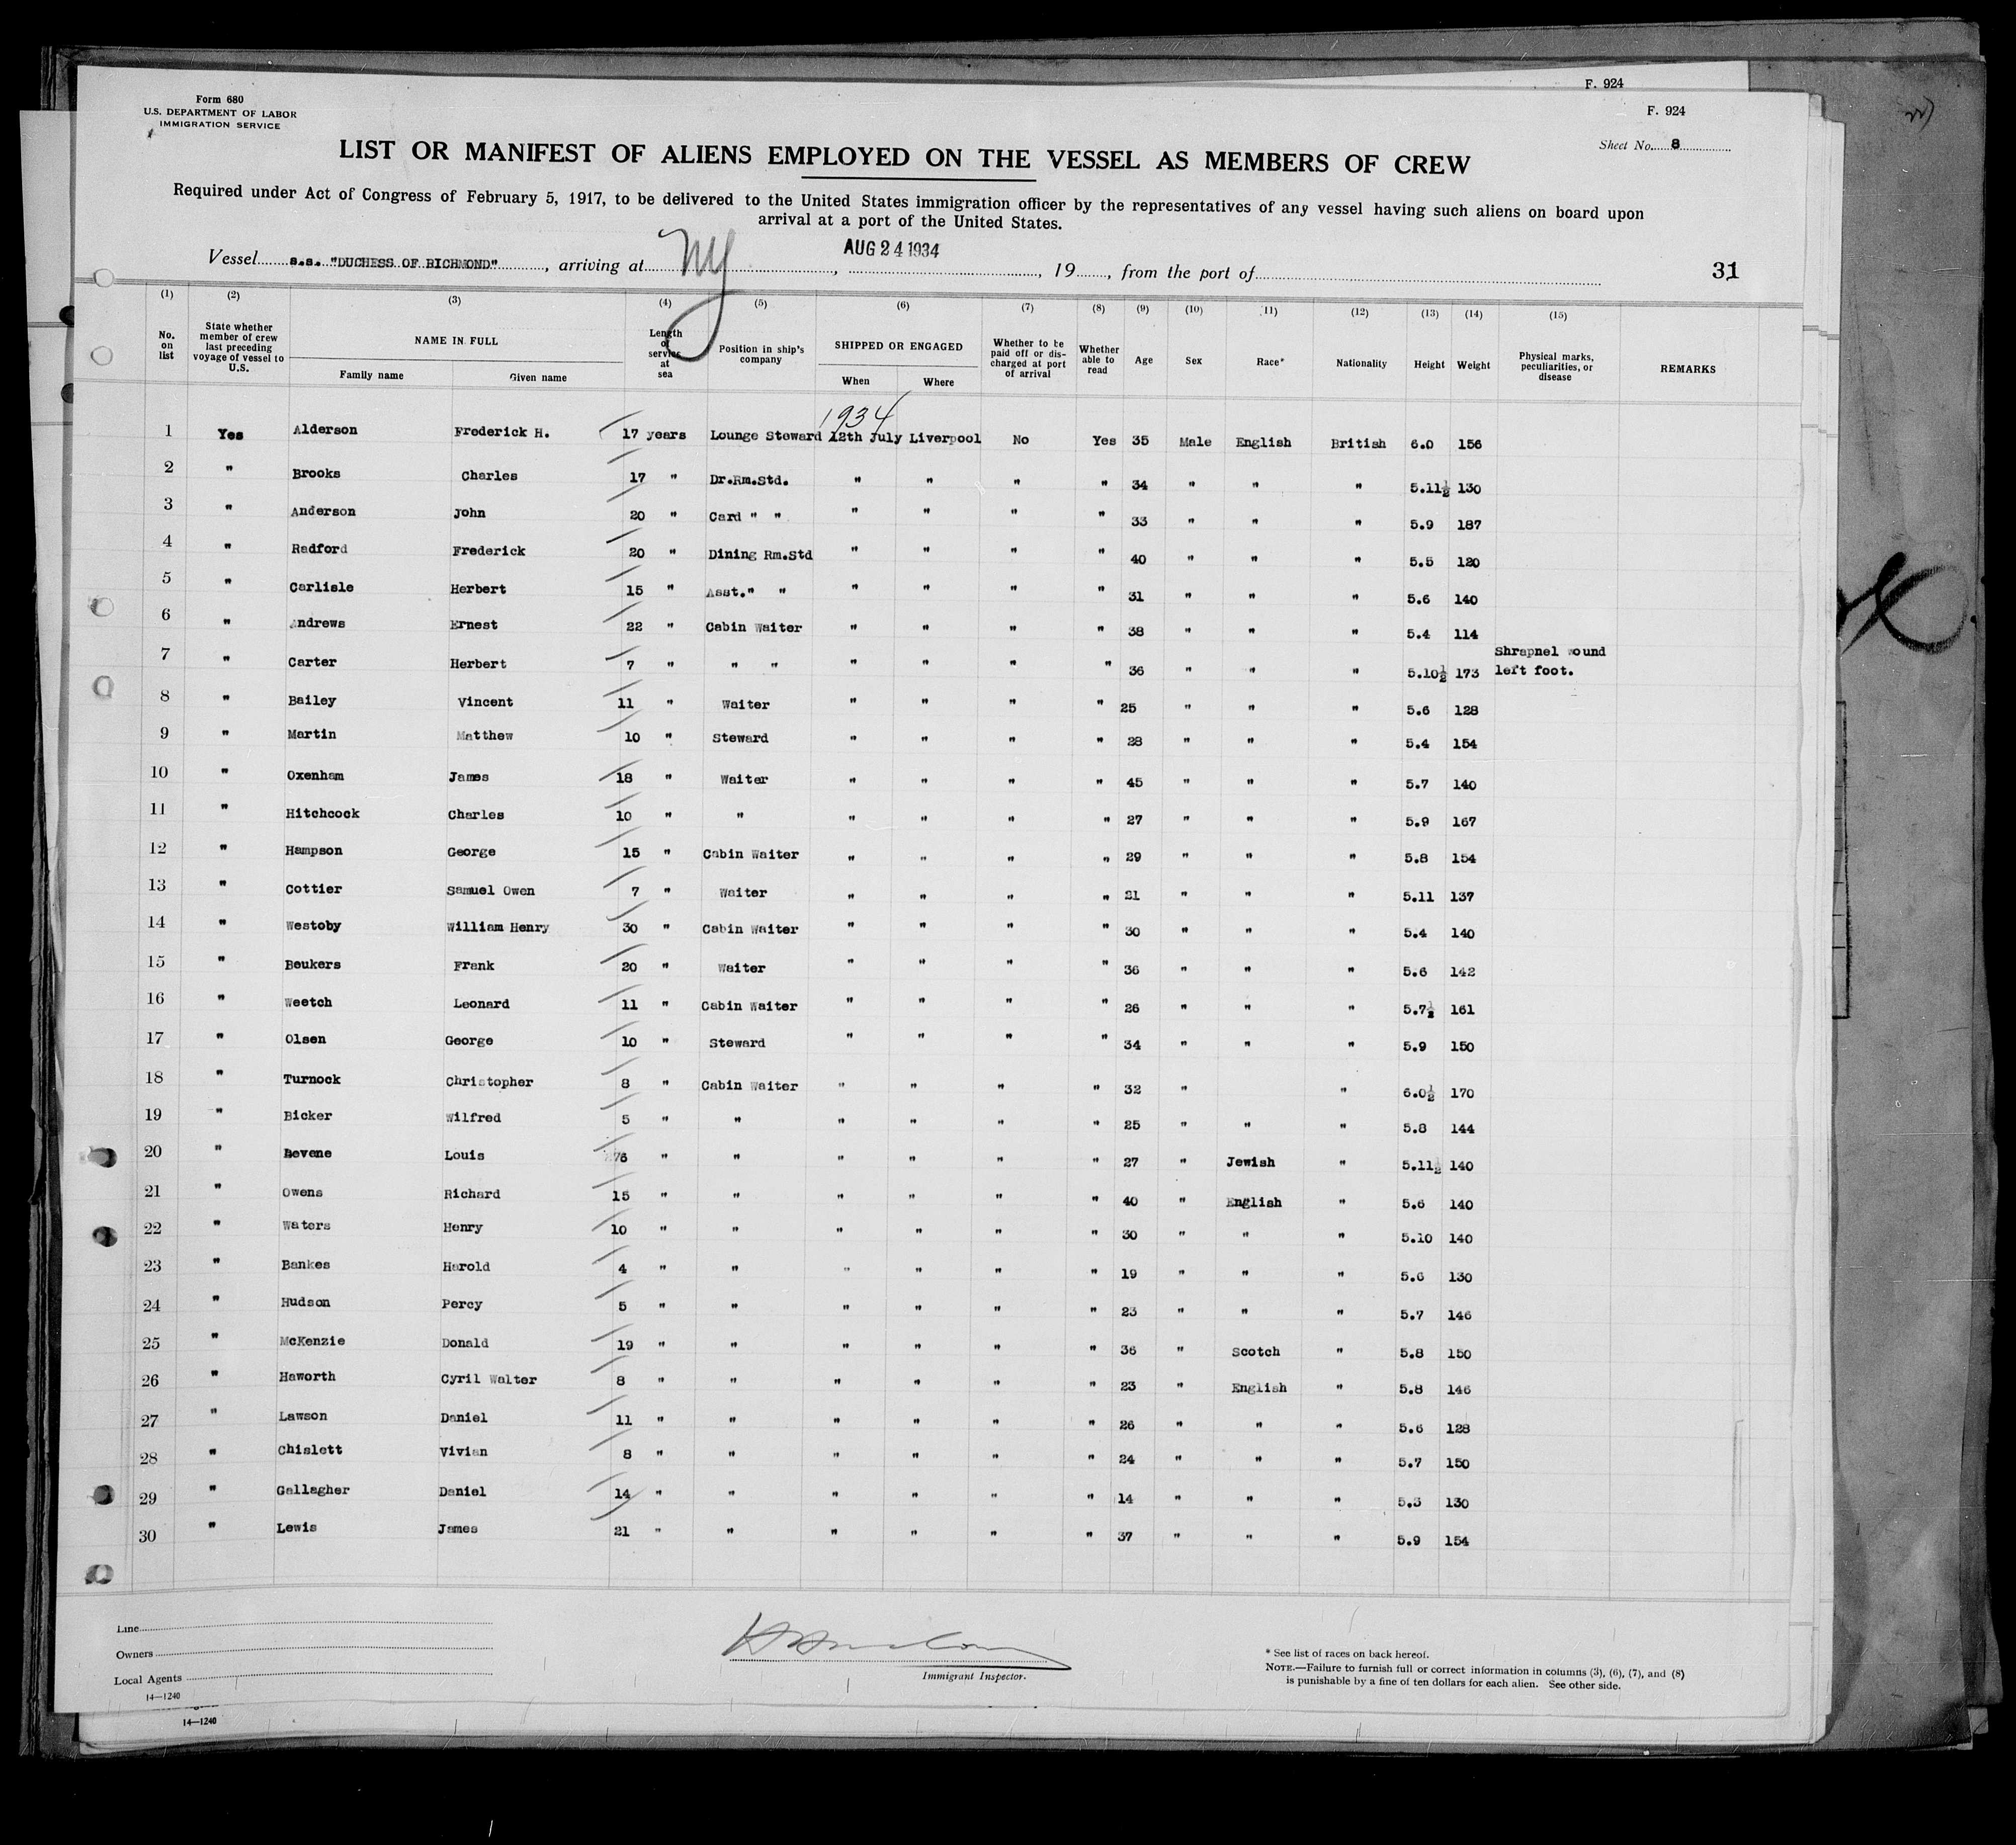 F. 924
Form 680
U.S. DEPARTMENT OF LABOR
IMMIGRATION SERVICE
F. 924
Sheet No. 8
LIST OR MANIFEST OF ALIENS EMPLOYED ON THE VESSEL AS MEMBERS OF CREW
Required under Act of Congress of February 5, 1917, to be delivered to the United States immigration officer by the representatives of any vessel having such aliens on board upon
arrival at a port of the United States.
Vessel s.s. "DUCHESS OF RICHMOND", arriving at NY, AUG 24 1934, 19, from the port of 31
(1) (2) (3) (4) (5) (6) (7) (8) (9) (10) (11) (12) (13) (14) (15)
No. on list State whether member of crew last preceding voyage of vessel to U.S. NAME IN FULL Family name Given name Length of service at sea Position in ship's company SHIPPED OR ENGAGED When Where Whether to be paid off or discharged at port of arrival Whether able to read Age Sex Race* Nationality Height Weight Physical marks, peculiarities, or disease REMARKS
1934
1 Yes Alderson Frederick H. 17 years Lounge Steward 12th July Liverpool No Yes 35 Male English British 6.0 156
2 " Brooks Charles 17 " Dr.Rm.Std. " " " " 34 " " " 5.11½ 130
3 " Anderson John 20 " Card " " " " " " 33 " " " 5.9 187
4 " Radford Frederick 20 " Dining Rm.Std " " " " 40 " " " 5.5 120
5 " Carlisle Herbert 15 " Asst. " " " " " " 31 " " " 5.6 140
6 " Andrews Ernest 22 " Cabin Waiter " " " " 38 " " " 5.4 114
7 " Carter Herbert 7 " " " " " " " 36 " " " 5.10½ 173 Shrapnel wound left foot.
8 " Bailey Vincent 11 " Waiter " " " " 25 " " " 5.6 128
9 " Martin Matthew 10 " Steward " " " " 28 " " " 5.4 154
10 " Oxenham James 18 " Waiter " " " " 45 " " " 5.7 140
11 " Hitchcock Charles 10 " " " " " " 27 " " " 5.9 167
12 " Hampson George 15 " Cabin Waiter " " " " 29 " " " 5.8 154
13 " Cottier Samuel Owen 7 " Waiter " " " " 21 " " " 5.11 137
14 " Westoby William Henry 30 " Cabin Waiter " " " " 30 " " " 5.4 140
15 " Beukers Frank 20 " Waiter " " " " 36 " " " 5.6 142
16 " Weetch Leonard 11 " Cabin Waiter " " " " 26 " " " 5.7½ 161
17 " Olsen George 10 " Steward " " " " 34 " " " 5.9 150
18 " Turnock Christopher 8 " Cabin Waiter " " " " 32 " " 6.0½ 170
19 " Bicker Wilfred 5 " " " " " " 25 " " " 5.8 144
20 " Bevene Louis " " " " " " 27 " Jewish " 5.11½ 140
21 " Owens Richard 15 " " " " " " 40 " English " 5.6 140
22 " Waters Henry 10 " " " " " " 30 " " " 5.10 140
23 " Bankes Harold 4 " " " " " " 19 " " " 5.6 130
24 " Hudson Percy 5 " " " " " " 23 " " " 5.7 146
25 " McKenzie Donald 19 " " " " " " 36 " Scotch " 5.8 150
26 " Haworth Cyril Walter 8 " " " " " " 23 " English " 5.8 146
27 " Lawson Daniel 11 " " " " " " 26 " " " 5.6 128
28 " Chislett Vivian 8 " " " " " " 24 " " " 5.7 150
29 " Gallagher Daniel 14 " " " " " " 14 " " " 5.3 130
30 " Lewis James 21 " " " " " " 37 " " " 5.9 154
Line
Owners
Local Agents
14—1240
Immigrant Inspector.
* See list of races on back hereof.
NOTE.—Failure to furnish full or correct information in columns (3), (6), (7), and (8)
is punishable by a fine of ten dollars for each alien. See other side.
14—1240